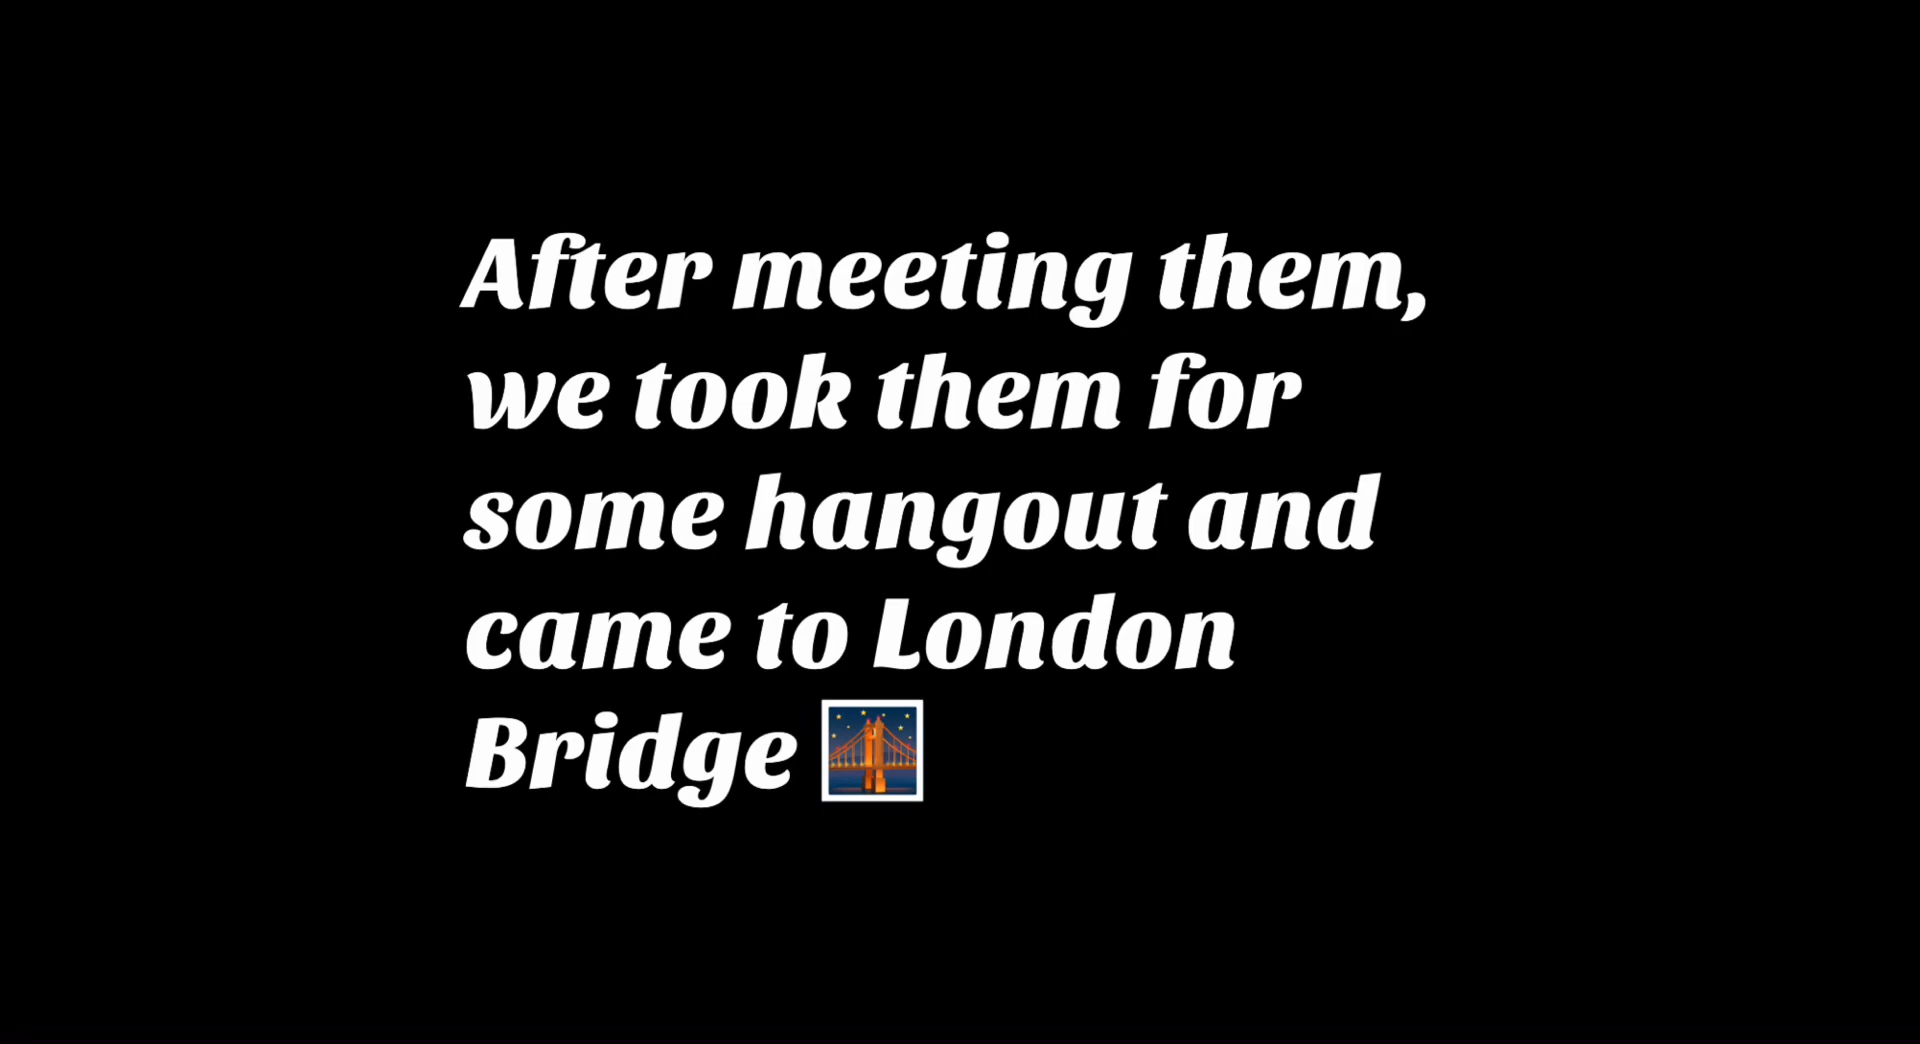 After meeting them,
we took them for
some hangout and
came to London
Bridge 🌉